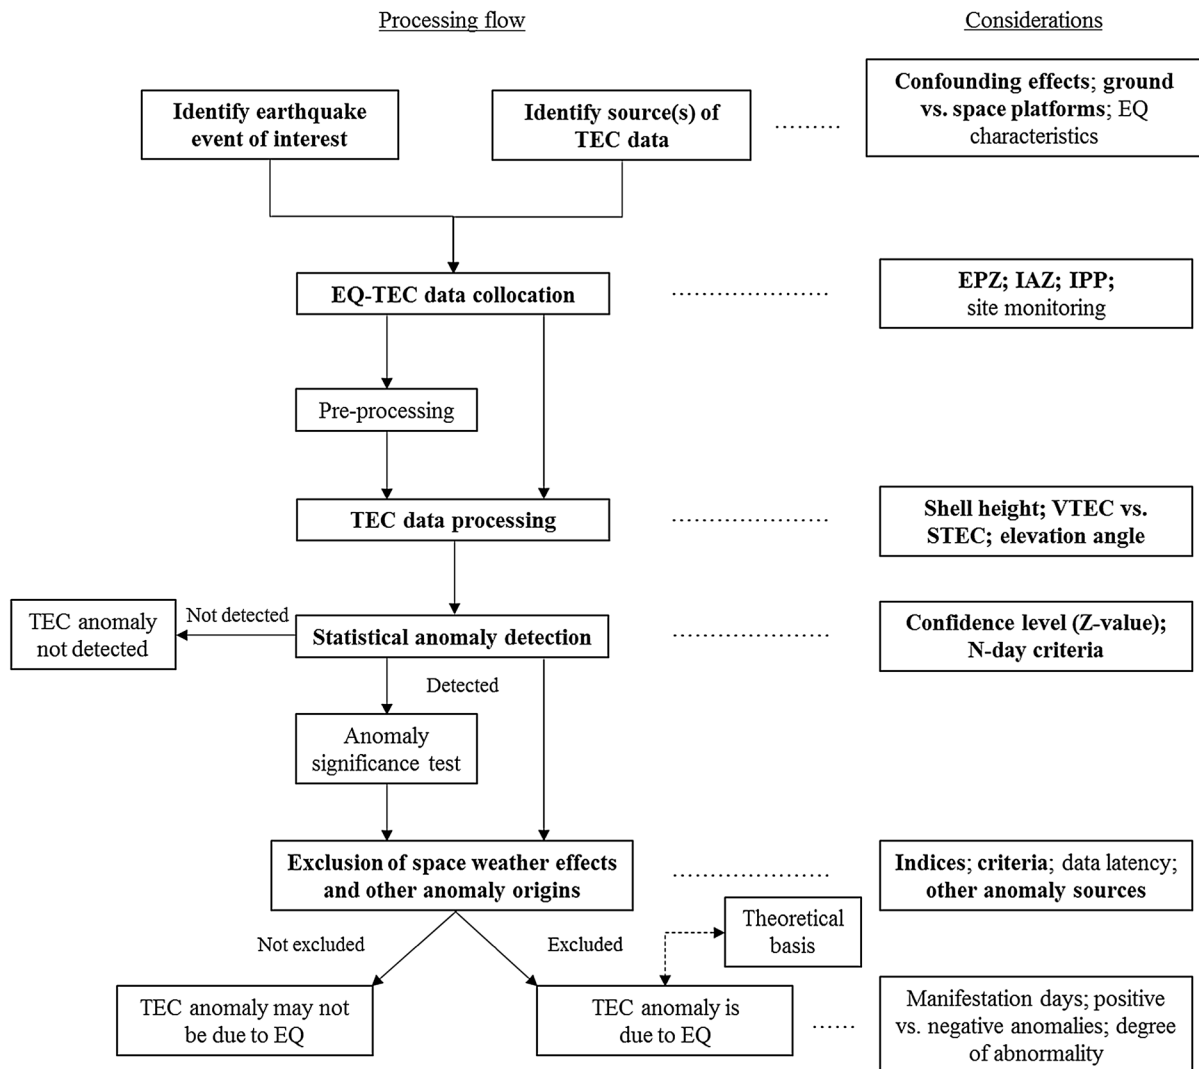 Processing flow
Considerations
Identify earthquake
event of interest
Identify source(s) of
TEC data
Confounding effects; ground
vs. space platforms; EQ
characteristics
EQ-TEC data collocation
EPZ; IAZ; IPP;
site monitoring
Pre-processing
TEC data processing
Shell height; VTEC vs.
STEC; elevation angle
TEC anomaly
not detected
Not detected
Statistical anomaly detection
Confidence level (Z-value);
N-day criteria
Detected
Anomaly
significance test
Exclusion of space weather effects
and other anomaly origins
Indices; criteria; data latency;
other anomaly sources
Not excluded
Excluded
Theoretical
basis
TEC anomaly may not
be due to EQ
TEC anomaly is
due to EQ
Manifestation days; positive
vs. negative anomalies; degree
of abnormality